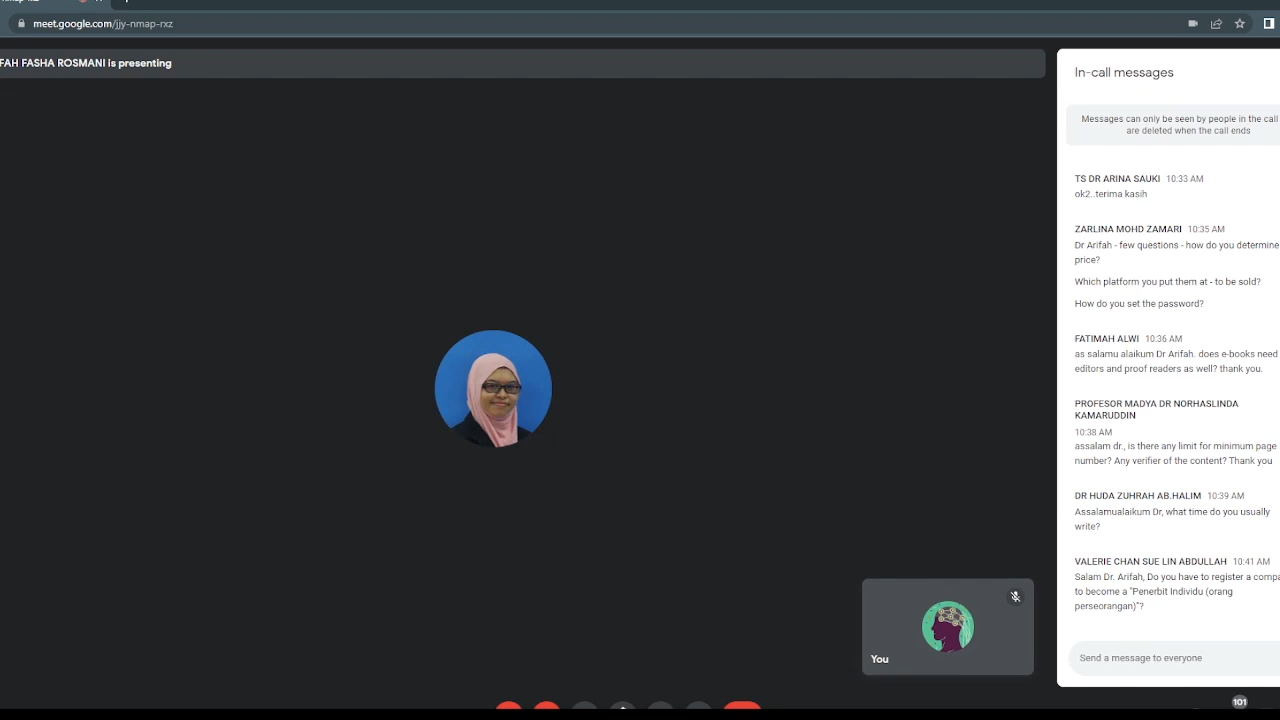 meet.google.com/jjy-nmap-rxz
FAH FASHA ROSMANI is presenting
In-call messages
Messages can only be seen by people in the call
are deleted when the call ends
TS DR ARINA SAUKI 10:33 AM
ok2..terima kasih
ZARLINA MOHD ZAMARI 10:35 AM
Dr Arifah - few questions - how do you determine
price?
Which platform you put them at - to be sold?
How do you set the password?
FATIMAH ALWI 10:36 AM
as salamu alaikum Dr Arifah. does e-books need
editors and proof readers as well? thank you.
PROFESOR MADYA DR NORHASLINDA
KAMARUDDIN
10:38 AM
assalam dr., is there any limit for minimum page
number? Any verifier of the content? Thank you
DR HUDA ZUHRAH AB.HALIM 10:39 AM
Assalamualaikum Dr, what time do you usually
write?
VALERIE CHAN SUE LIN ABDULLAH 10:41 AM
Salam Dr. Arifah, Do you have to register a compa
to become a "Penerbit Individu (orang
perseorangan)"?
You
Send a message to everyone
101